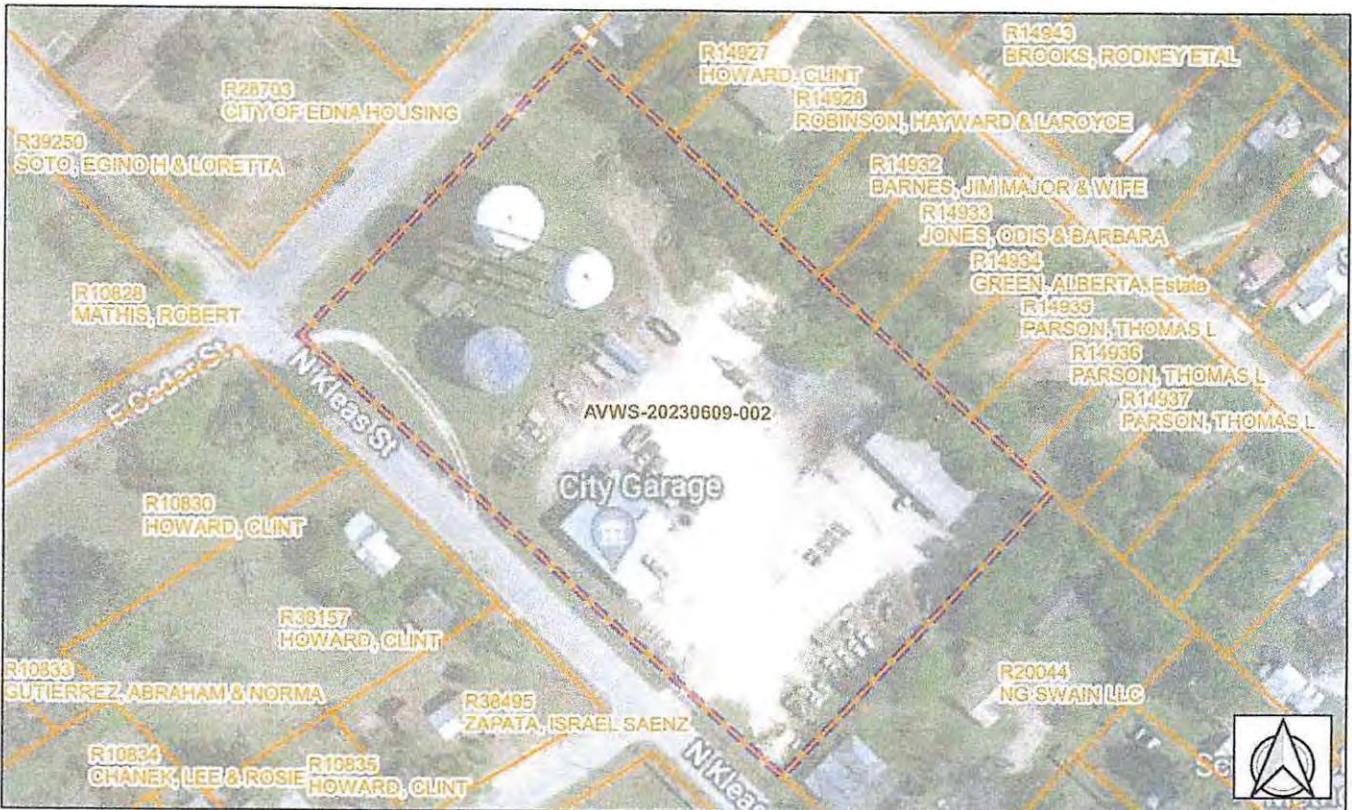 R14927
HOWARD, CLINT
R14943
BROOKS, RODNEY ETAL
R28703
CITY OF EDNA HOUSING
R14928
ROBINSON, HAYWARD & LAROYCE
R39250
SOTO, EGINO H & LORETTA
R14932
BARNES, JIM MAJOR & WIFE
R14933
JONES, ODIS & BARBARA
R14934
GREEN, ALBERTA, Estate
R10828
MATHIS, ROBERT
R14935
PARSON, THOMAS L
R14936
PARSON, THOMAS L
R14937
PARSON, THOMAS L
E Cedar St
N Kleas St
AVWS-20230609-002
City Garage
R10830
HOWARD, CLINT
R38157
HOWARD, CLINT
R10833
GUTIERREZ, ABRAHAM & NORMA
R38495
ZAPATA, ISRAEL SAENZ
R20044
NG SWAIN LLC
R10834
CHANEK, LEE & ROSIE
R10835
HOWARD, CLINT
N Kleas
Se